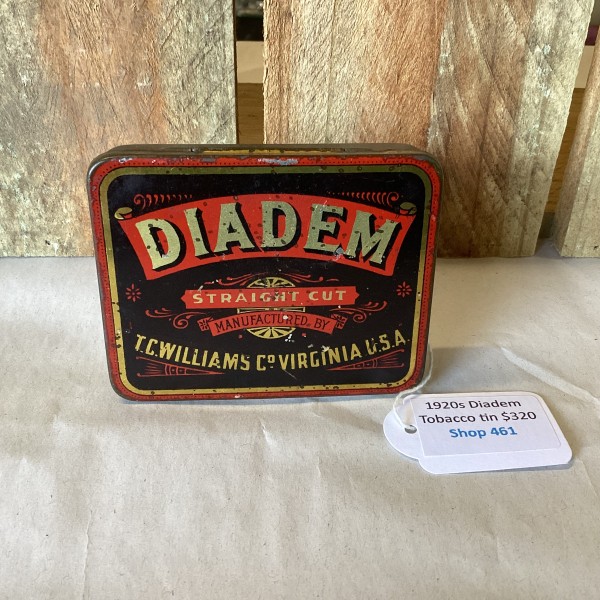 DIADEM
STRAIGHT CUT
MANUFACTURED BY
T.C. WILLIAMS Co VIRGINIA U.S.A.
1920s Diadem
Tobacco tin $320
Shop 461